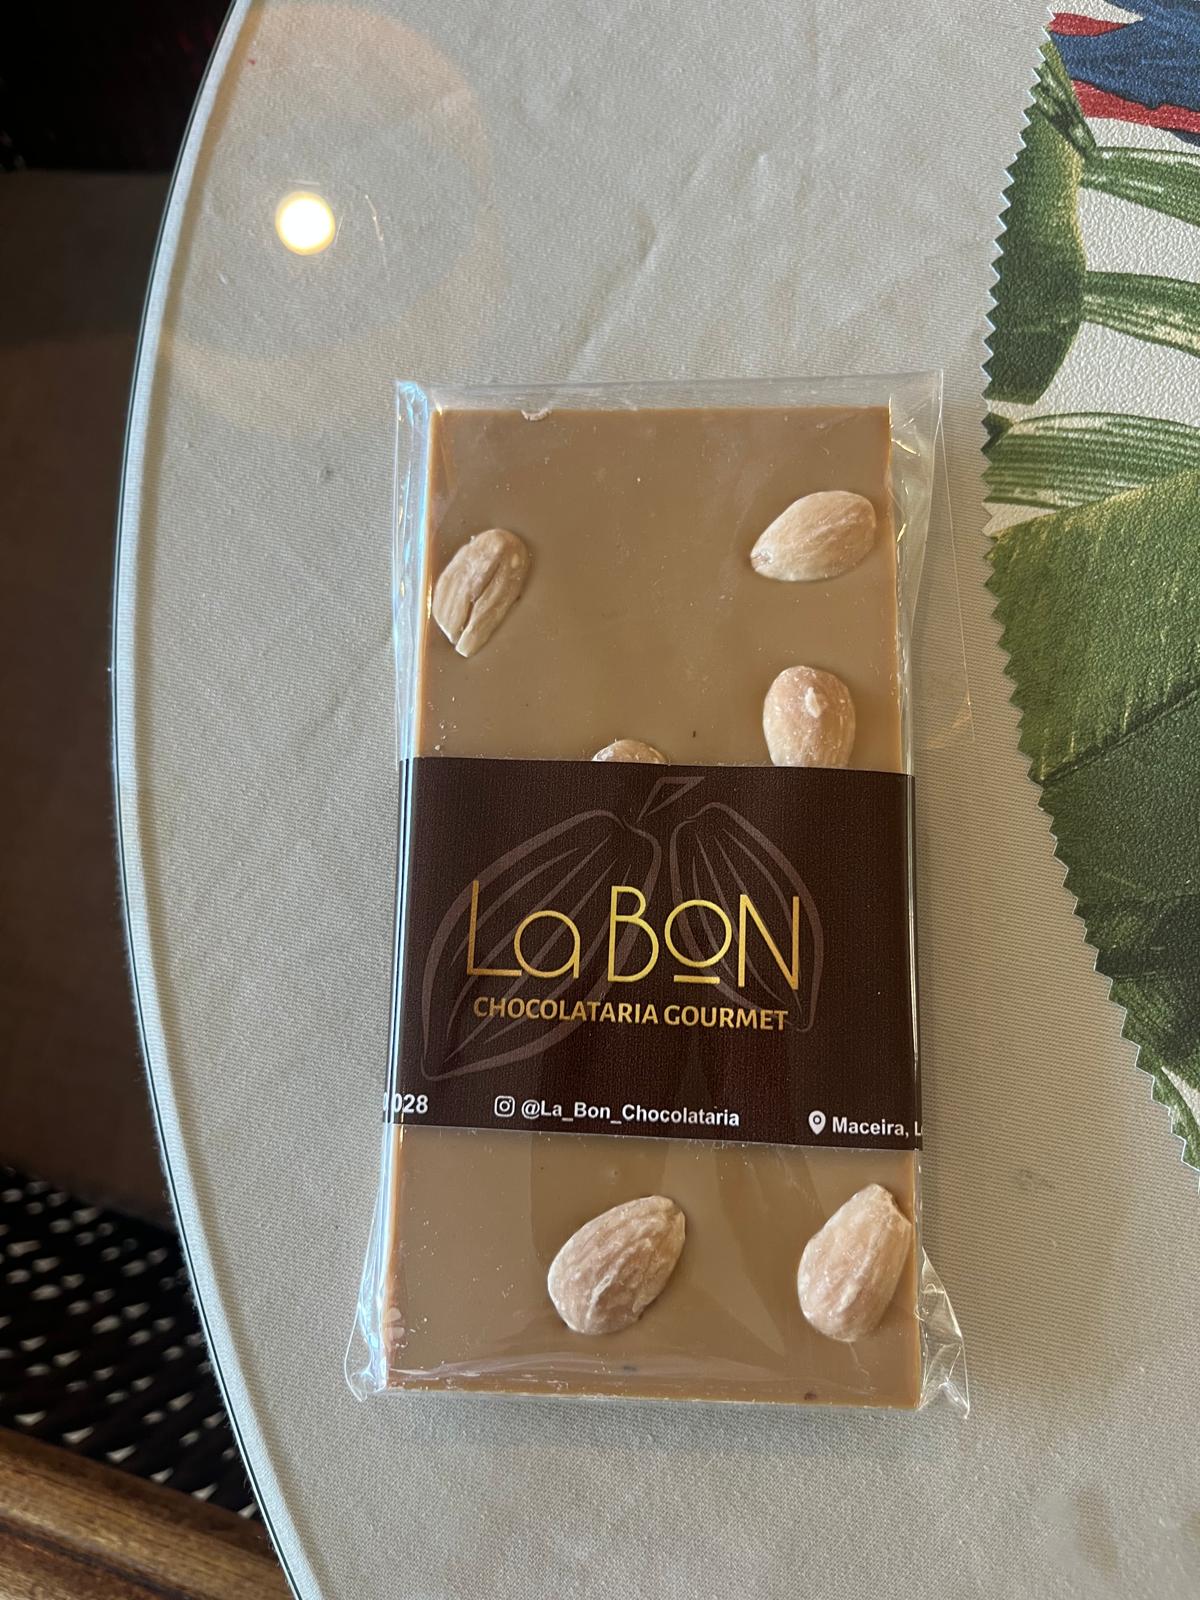 La BoN
CHOCOLATARIA GOURMET
028 @La_Bon_Chocolataria Maceira,